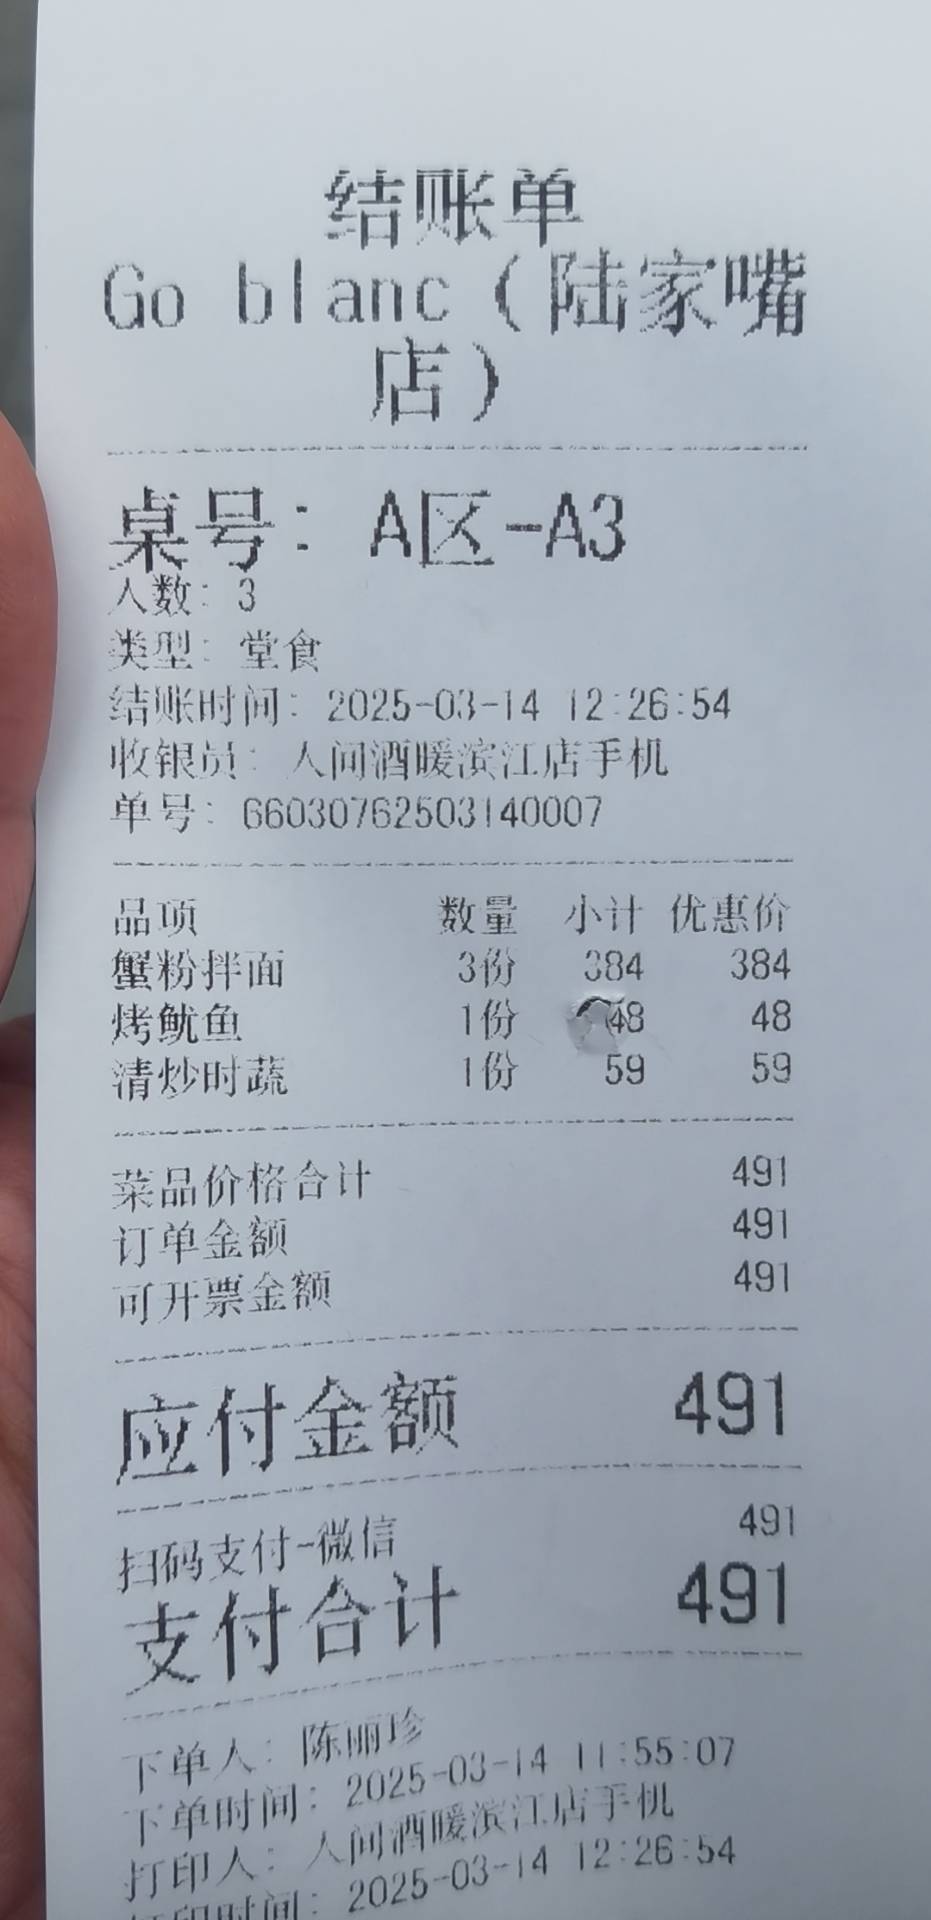 结账单
Go blanc（陆家嘴
店）
桌号：A区-A3
人数：3
类型：堂食
结账时间：2025-03-14 12:26:54
收银员：人间酒暖滨江店手机
单号：66030762503140007
品项 数量 小计 优惠价
蟹粉拌面 3份 384 384
烤鱿鱼 1份 48 48
清炒时蔬 1份 59 59
菜品价格合计 491
订单金额 491
可开票金额 491
应付金额 491
扫码支付-微信 491
支付合计 491
下单人：陈丽珍
下单时间：2025-03-14 11:55:07
打印人：人间酒暖滨江店手机
打印时间：2025-03-14 12:26:54